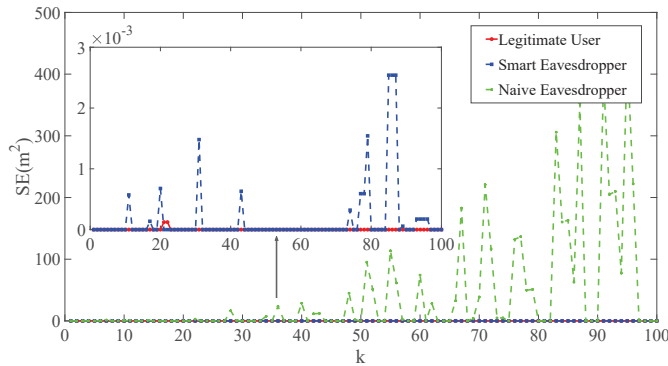 500
400
300
200
100
0
SE(m²)
0 10 20 30 40 50 60 70 80 90 100
k
×10⁻³
3
2
1
0
0 20 40 60 80 100
Legitimate User
Smart Eavesdropper
Naive Eavesdropper